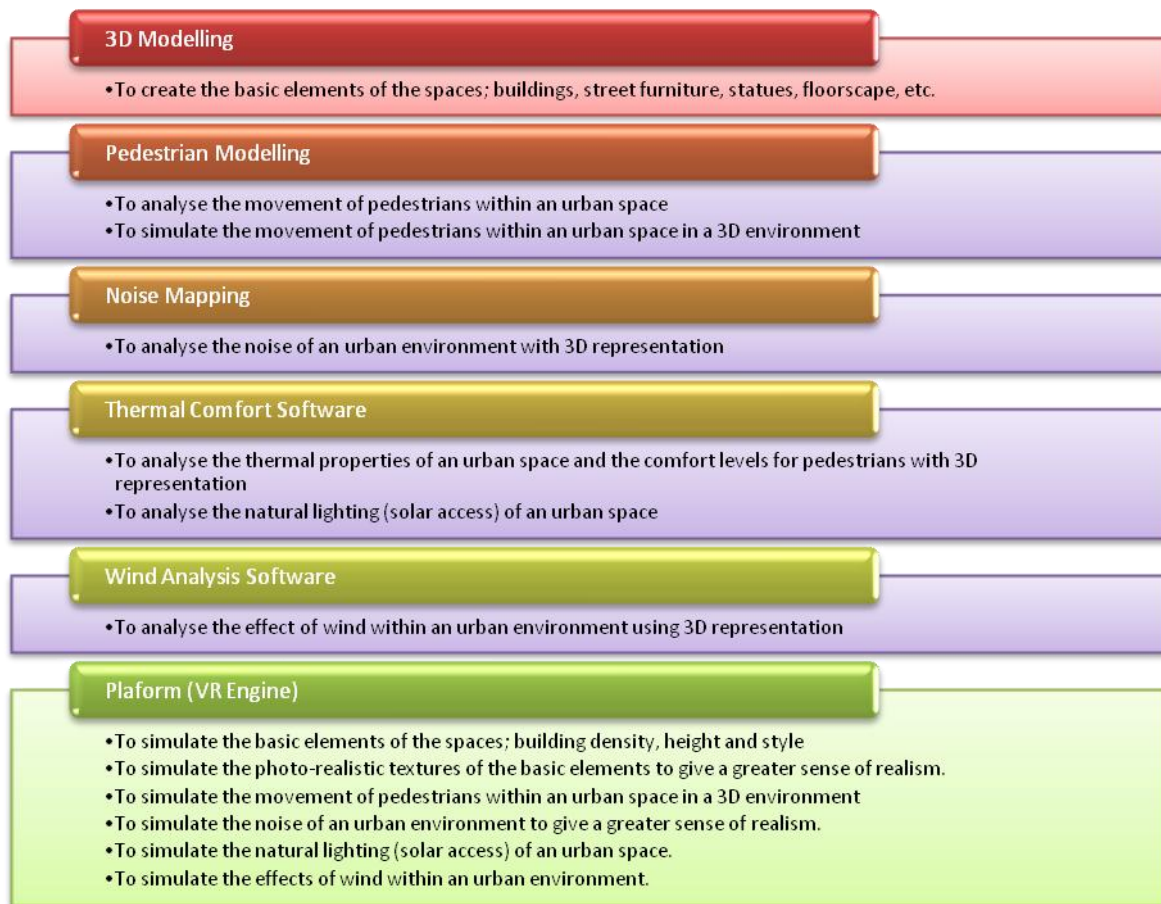 3D Modelling
•To create the basic elements of the spaces; buildings, street furniture, statues, floorscape, etc.
Pedestrian Modelling
•To analyse the movement of pedestrians within an urban space
•To simulate the movement of pedestrians within an urban space in a 3D environment
Noise Mapping
•To analyse the noise of an urban environment with 3D representation
Thermal Comfort Software
•To analyse the thermal properties of an urban space and the comfort levels for pedestrians with 3D
representation
•To analyse the natural lighting (solar access) of an urban space
Wind Analysis Software
•To analyse the effect of wind within an urban environment using 3D representation
Plaform (VR Engine)
•To simulate the basic elements of the spaces; building density, height and style
•To simulate the photo-realistic textures of the basic elements to give a greater sense of realism.
•To simulate the movement of pedestrians within an urban space in a 3D environment
•To simulate the noise of an urban environment to give a greater sense of realism.
•To simulate the natural lighting (solar access) of an urban space.
•To simulate the effects of wind within an urban environment.